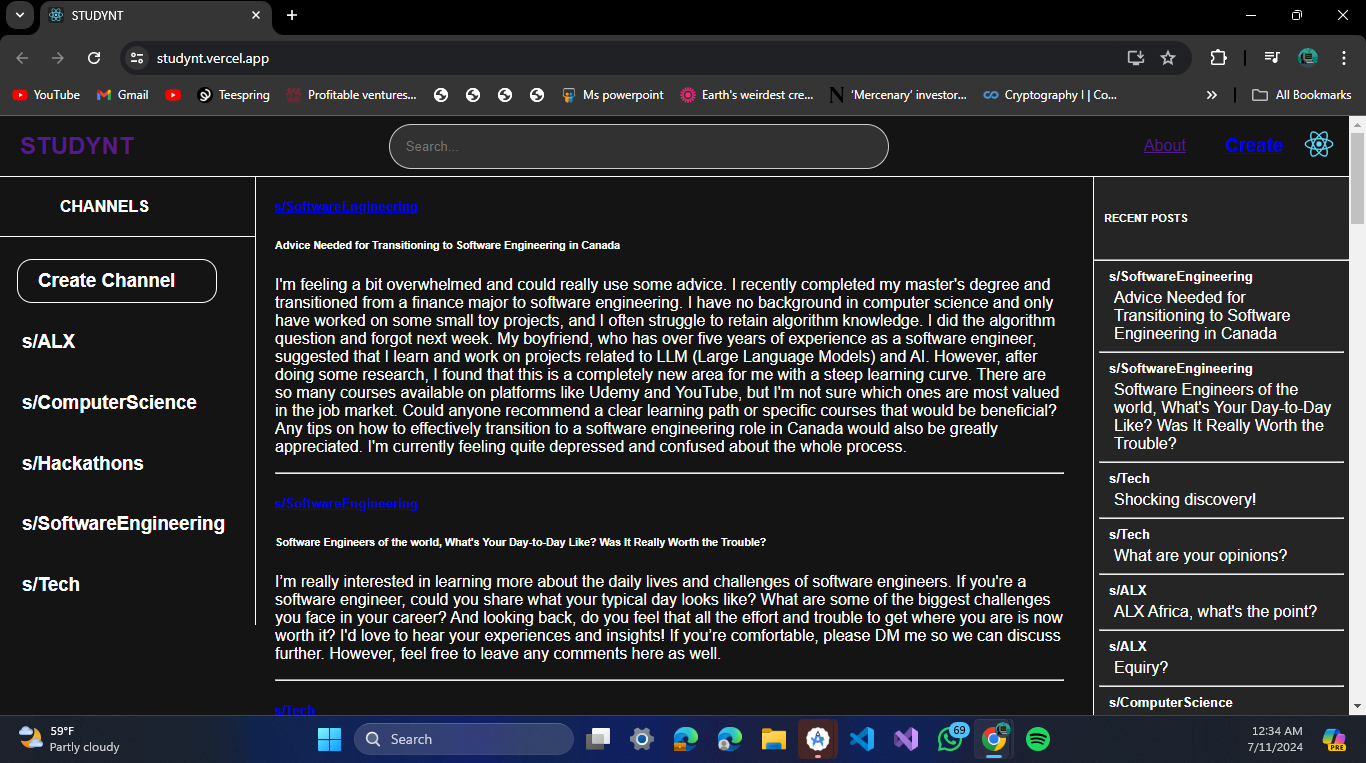 STUDYNT
studynt.vercel.app
YouTube
Gmail
Teespring
Profitable ventures...
Ms powerpoint
Earth's weirdest cre...
'Mercenary' investor...
Cryptography I | Co...
All Bookmarks
STUDYNT
Search...
About
Create
CHANNELS
Create Channel
s/ALX
s/ComputerScience
s/Hackathons
s/SoftwareEngineering
s/Tech
s/SoftwareEngineering
Advice Needed for Transitioning to Software Engineering in Canada
I'm feeling a bit overwhelmed and could really use some advice. I recently completed my master's degree and
transitioned from a finance major to software engineering. I have no background in computer science and only
have worked on some small toy projects, and I often struggle to retain algorithm knowledge. I did the algorithm
question and forgot next week. My boyfriend, who has over five years of experience as a software engineer,
suggested that I learn and work on projects related to LLM (Large Language Models) and AI. However, after
doing some research, I found that this is a completely new area for me with a steep learning curve. There are
so many courses available on platforms like Udemy and YouTube, but I'm not sure which ones are most valued
in the job market. Could anyone recommend a clear learning path or specific courses that would be beneficial?
Any tips on how to effectively transition to a software engineering role in Canada would also be greatly
appreciated. I'm currently feeling quite depressed and confused about the whole process.
s/SoftwareEngineering
Software Engineers of the world, What's Your Day-to-Day Like? Was It Really Worth the Trouble?
I'm really interested in learning more about the daily lives and challenges of software engineers. If you're a
software engineer, could you share what your typical day looks like? What are some of the biggest challenges
you face in your career? And looking back, do you feel that all the effort and trouble to get where you are is now
worth it? I'd love to hear your experiences and insights! If you're comfortable, please DM me so we can discuss
further. However, feel free to leave any comments here as well.
s/Tech
RECENT POSTS
s/SoftwareEngineering
Advice Needed for
Transitioning to Software
Engineering in Canada
s/SoftwareEngineering
Software Engineers of the
world, What's Your Day-to-Day
Like? Was It Really Worth the
Trouble?
s/Tech
Shocking discovery!
s/Tech
What are your opinions?
s/ALX
ALX Africa, what's the point?
s/ALX
Equiry?
s/ComputerScience
59°F
Partly cloudy
Search
69
12:34 AM
7/11/2024
PRE